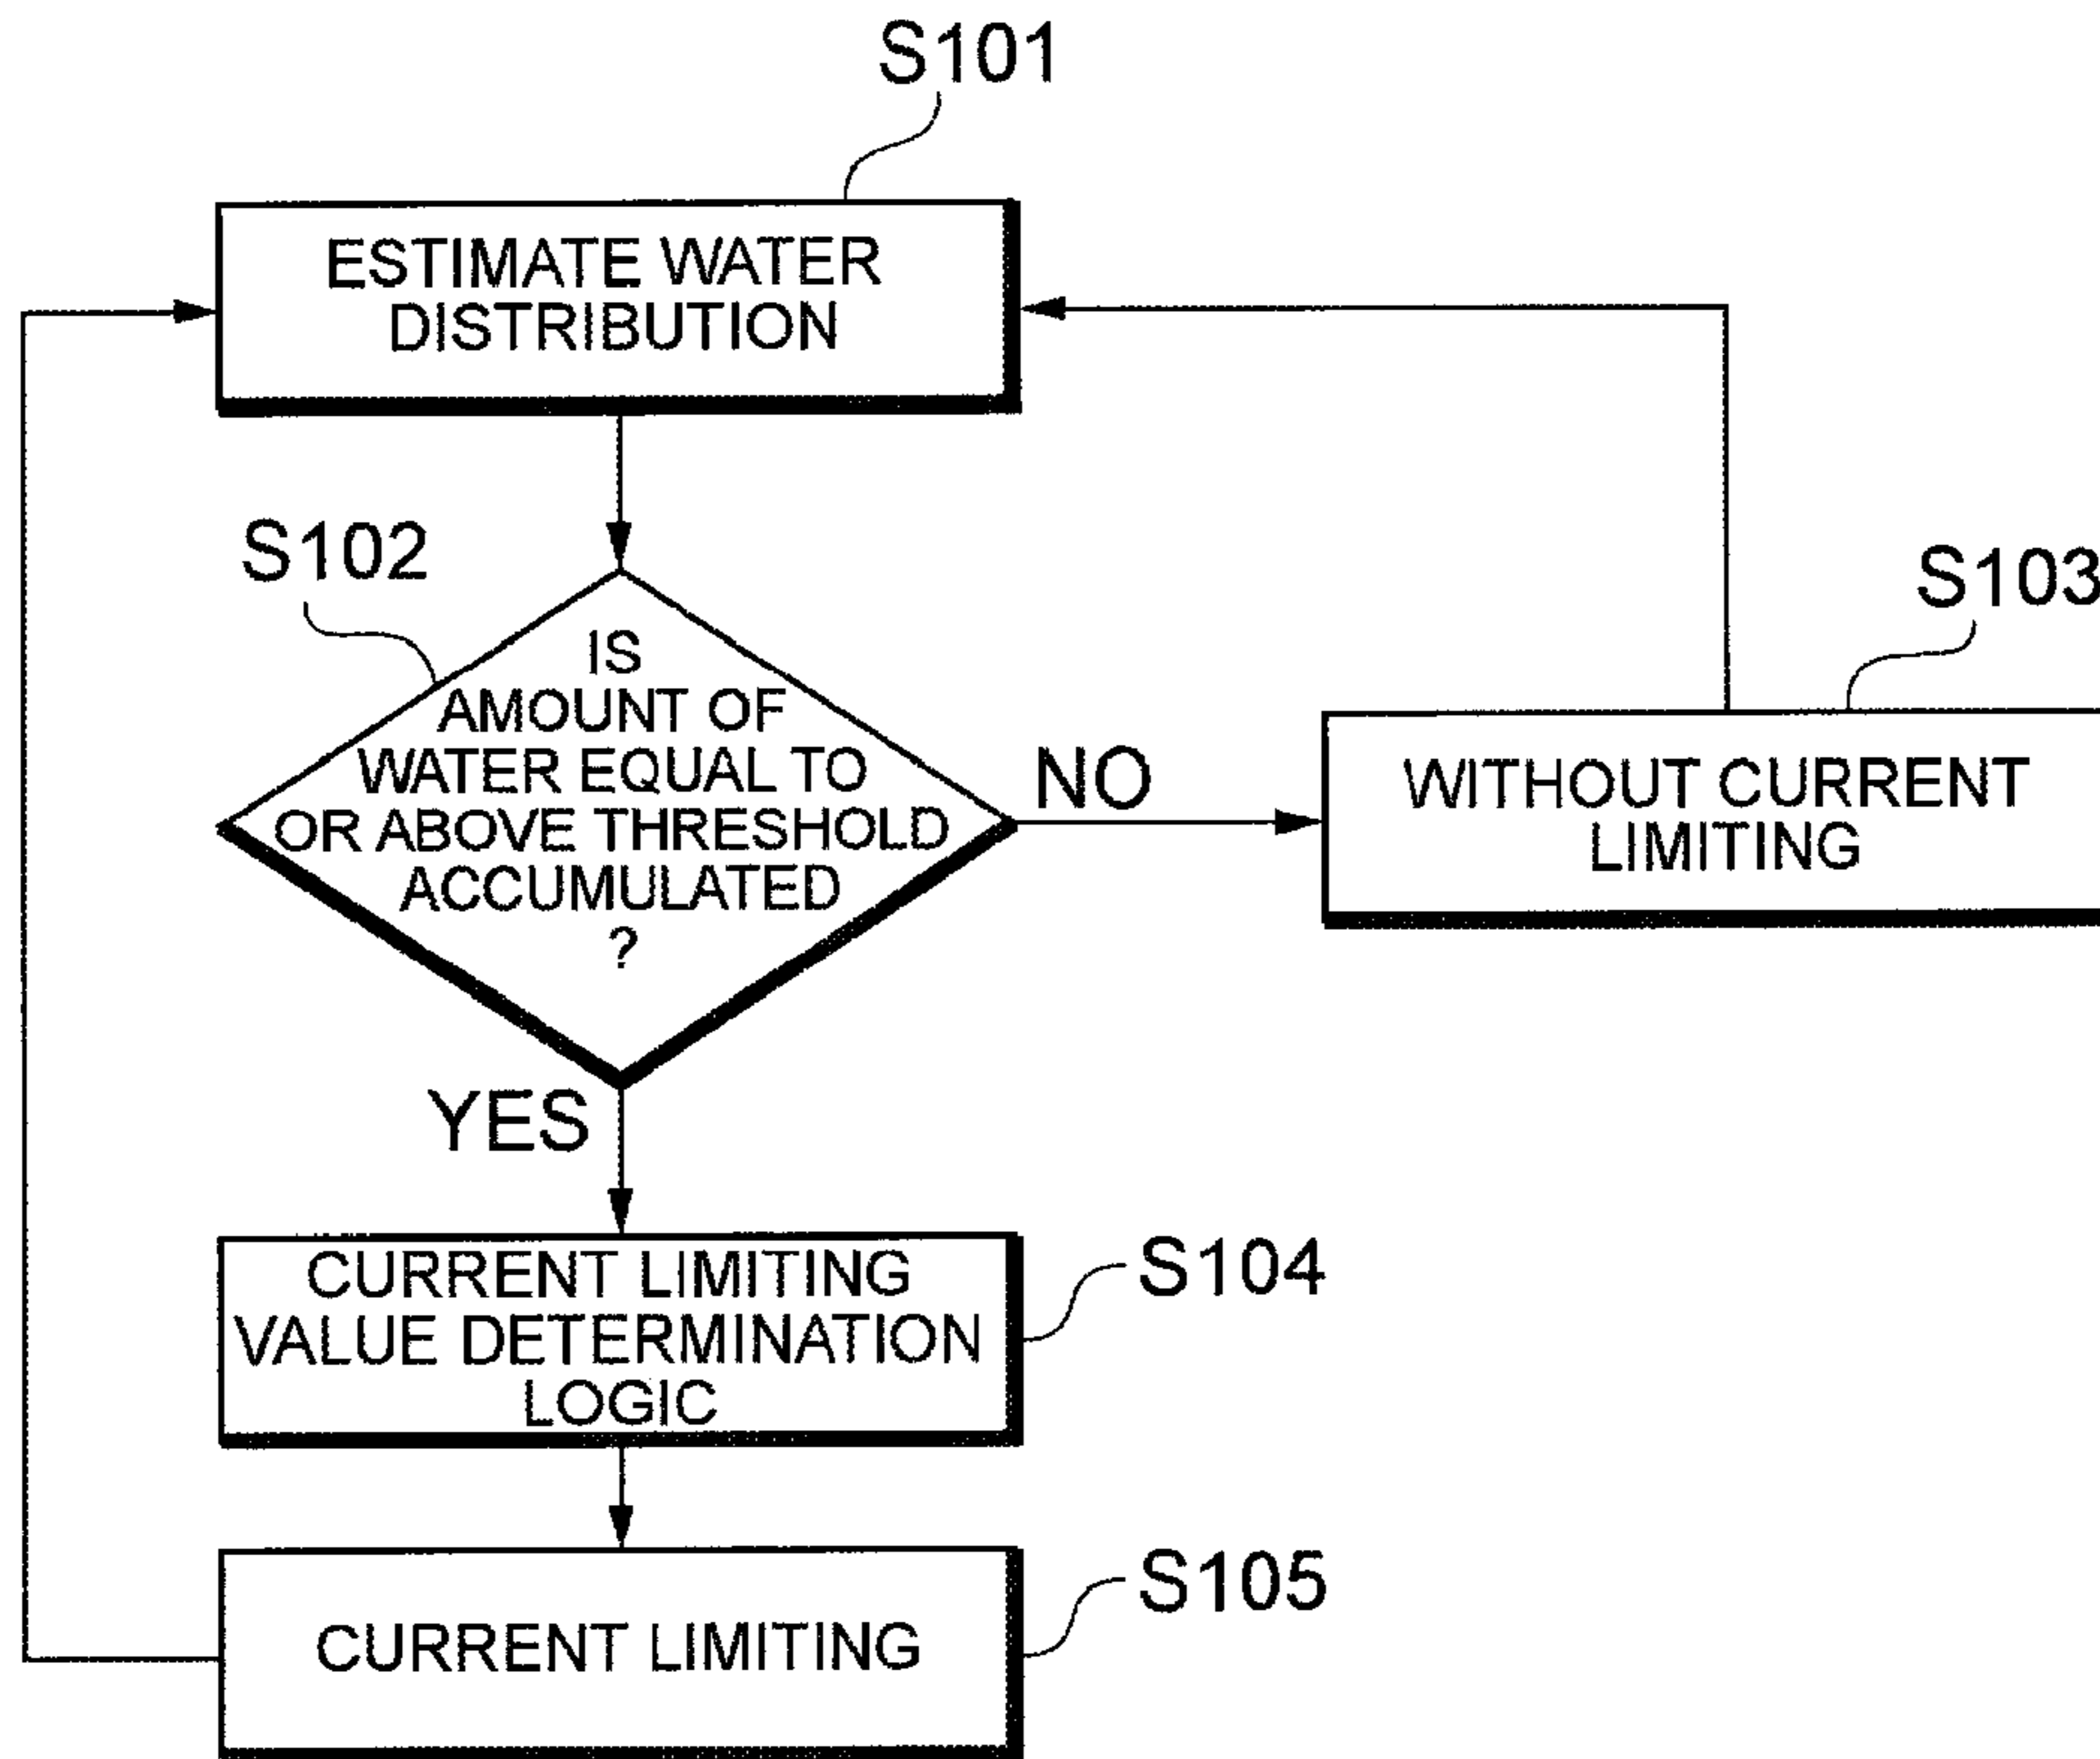 S101
ESTIMATE WATER
DISTRIBUTION
S102
IS
AMOUNT OF
WATER EQUAL TO
OR ABOVE THRESHOLD
ACCUMULATED
?
NO
S103
WITHOUT CURRENT
LIMITING
YES
CURRENT LIMITING
VALUE DETERMINATION
LOGIC
S104
CURRENT LIMITING
S105